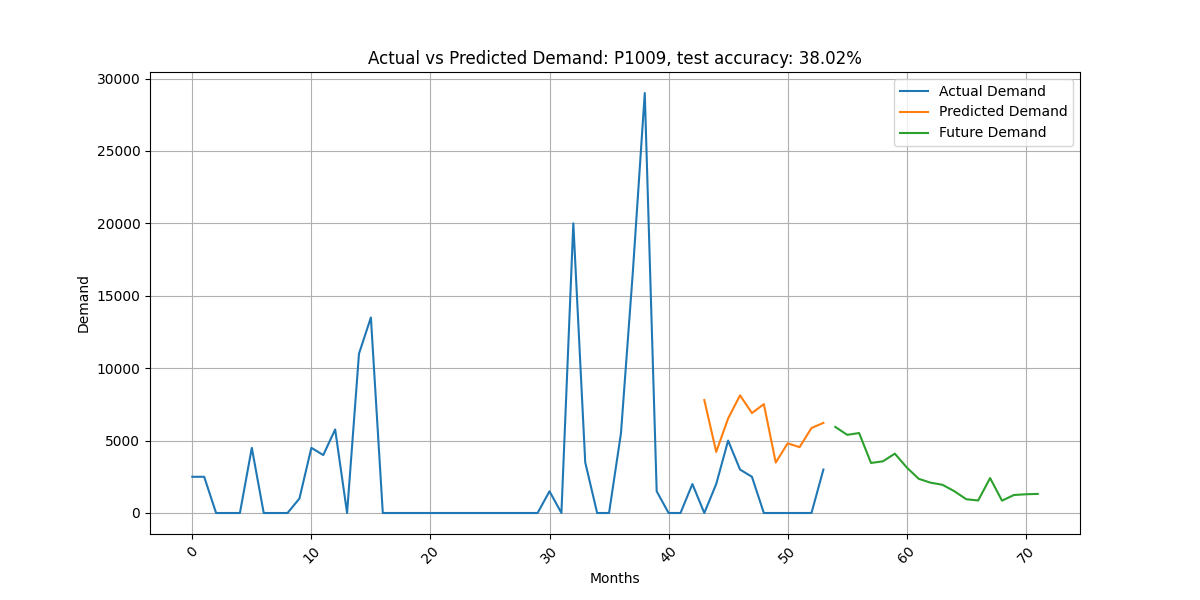 Actual vs Predicted Demand: P1009, test accuracy: 38.02%
Actual Demand
Predicted Demand
Future Demand
30000
25000
20000
15000
10000
5000
0
Demand
0 10 20 30 40 50 60 70
Months